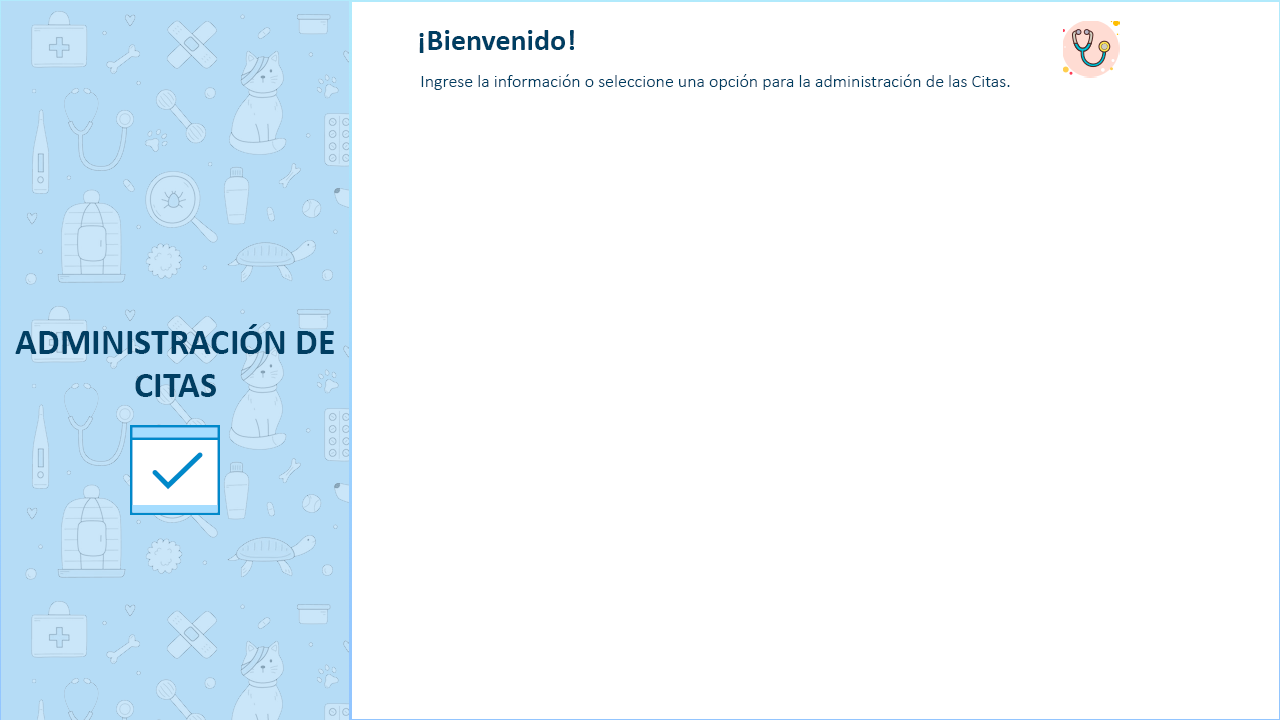 ¡Bienvenido!
Ingrese la información o seleccione una opción para la administración de las Citas.
ADMINISTRACIÓN DE
CITAS